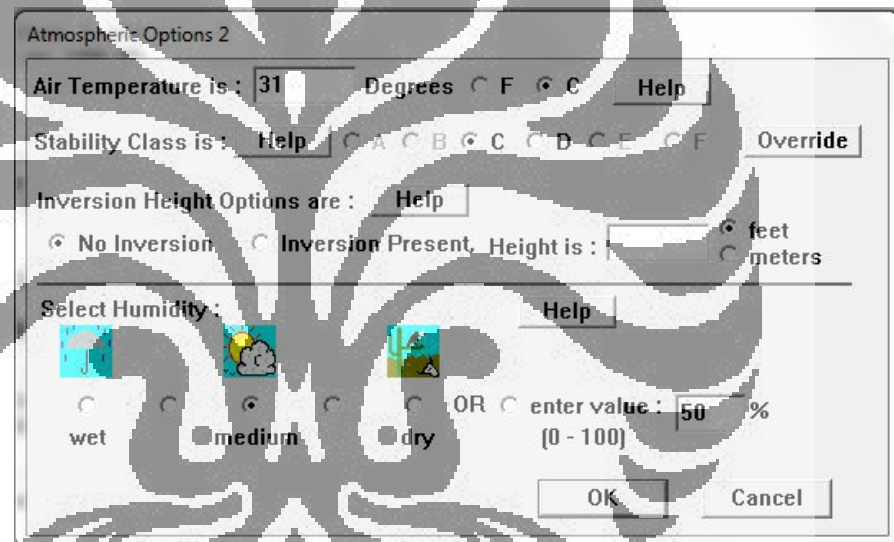 Atmospheric Options 2
Air Temperature is : 31 Degrees F C Help
Stability Class is : Help A B C D E F Override
Inversion Height Options are : Help
No Inversion Inversion Present, Height is : feet
meters
Select Humidity : Help
OR enter value : 50 %
wet medium dry (0 - 100)
OK Cancel